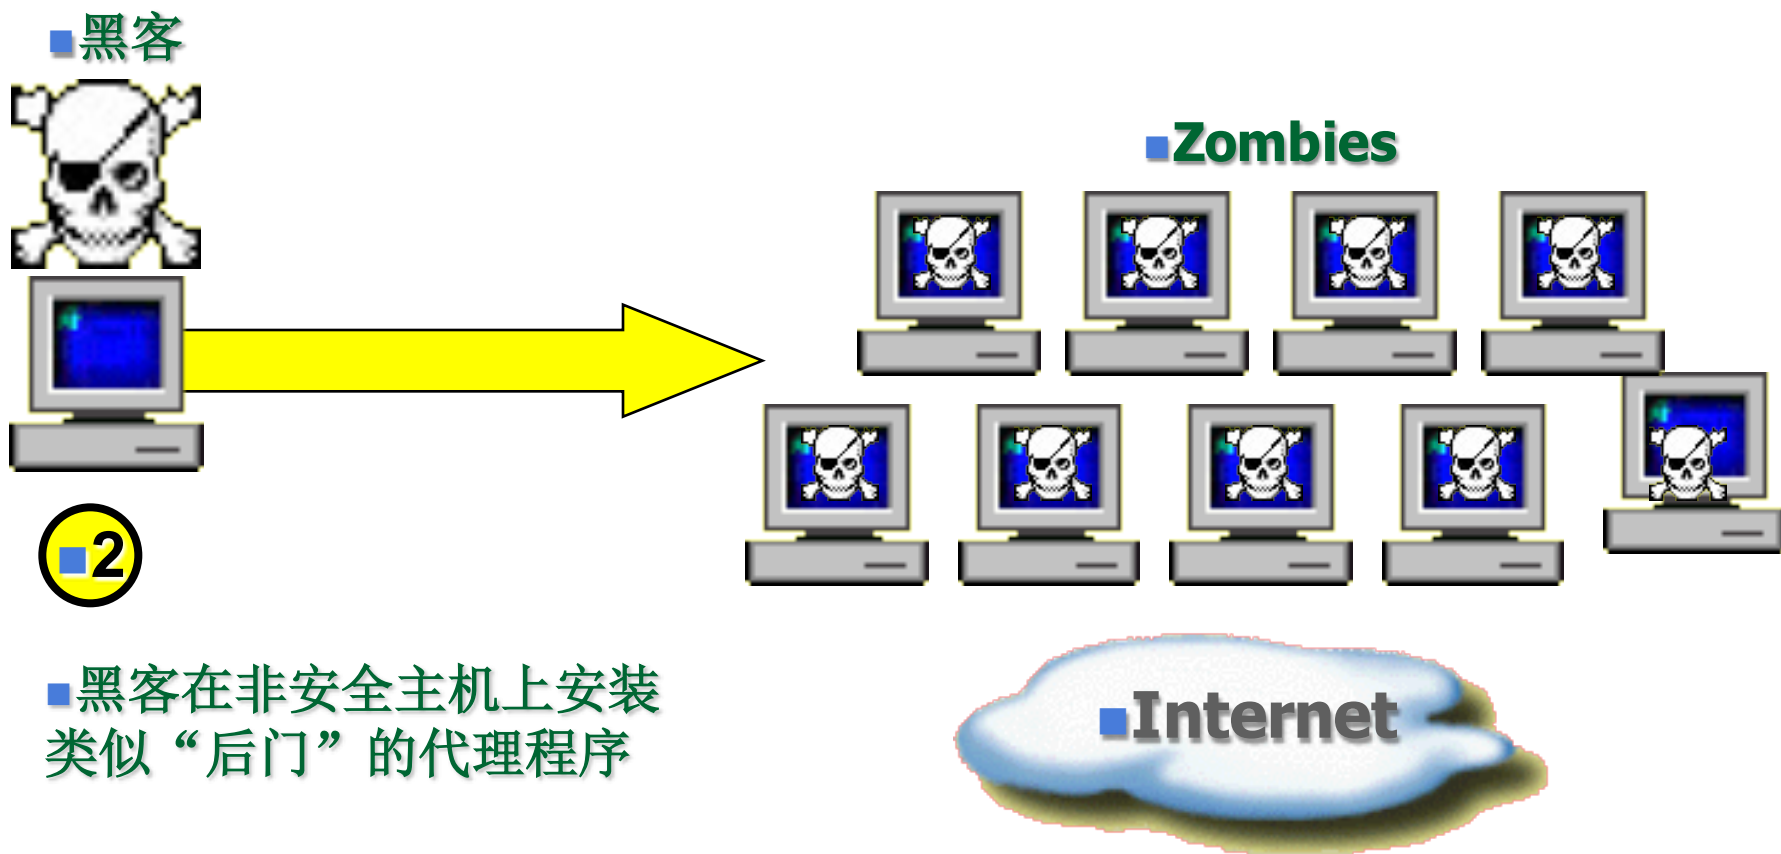 黑客
Zombies
2
黑客在非安全主机上安装
类似“后门”的代理程序
Internet